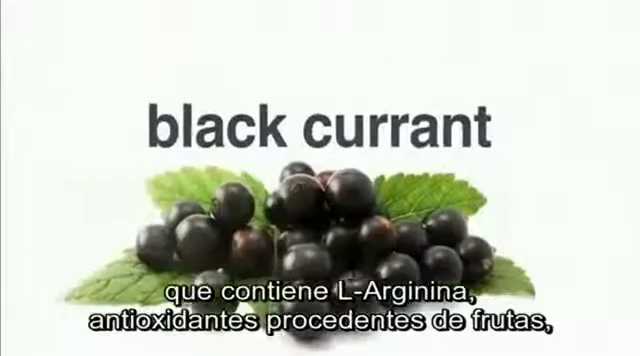 black currant
que contiene L-Arginina,
antioxidantes procedentes de frutas,